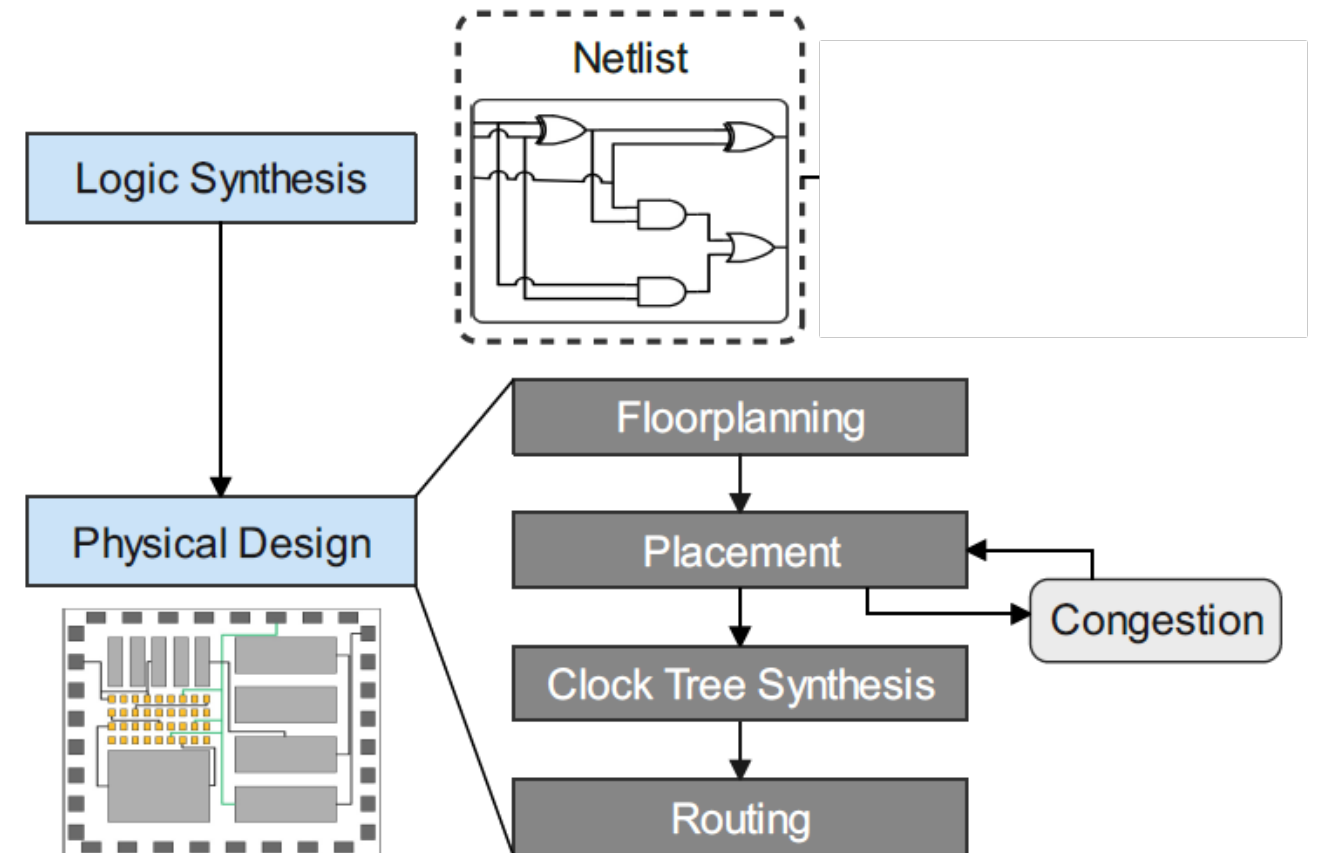 Netlist
Logic Synthesis
Floorplanning
Physical Design
Placement
Congestion
Clock Tree Synthesis
Routing